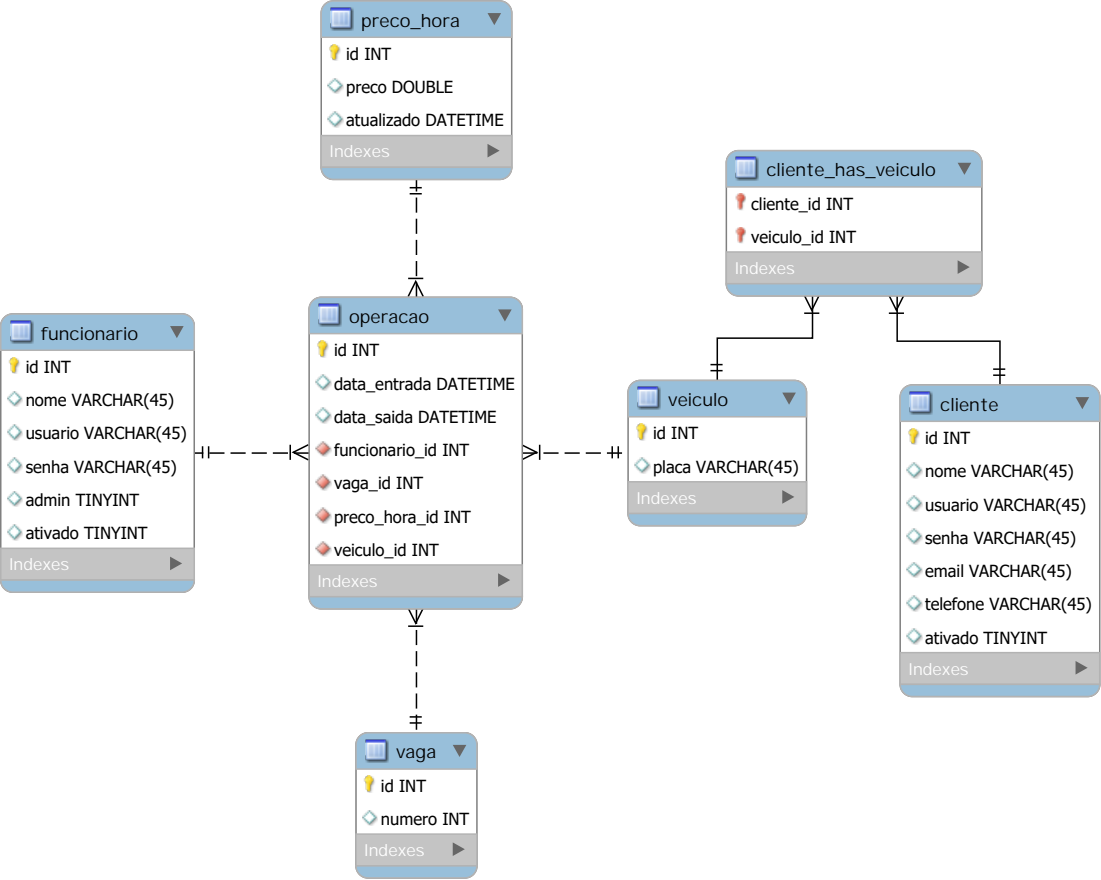 preco_hora
id INT
preco DOUBLE
atualizado DATETIME
Indexes
cliente_has_veiculo
cliente_id INT
veiculo_id INT
Indexes
funcionario
id INT
nome VARCHAR(45)
usuario VARCHAR(45)
senha VARCHAR(45)
admin TINYINT
ativado TINYINT
Indexes
operacao
id INT
data_entrada DATETIME
data_saida DATETIME
funcionario_id INT
vaga_id INT
preco_hora_id INT
veiculo_id INT
Indexes
veiculo
id INT
placa VARCHAR(45)
Indexes
cliente
id INT
nome VARCHAR(45)
usuario VARCHAR(45)
senha VARCHAR(45)
email VARCHAR(45)
telefone VARCHAR(45)
ativado TINYINT
Indexes
vaga
id INT
numero INT
Indexes